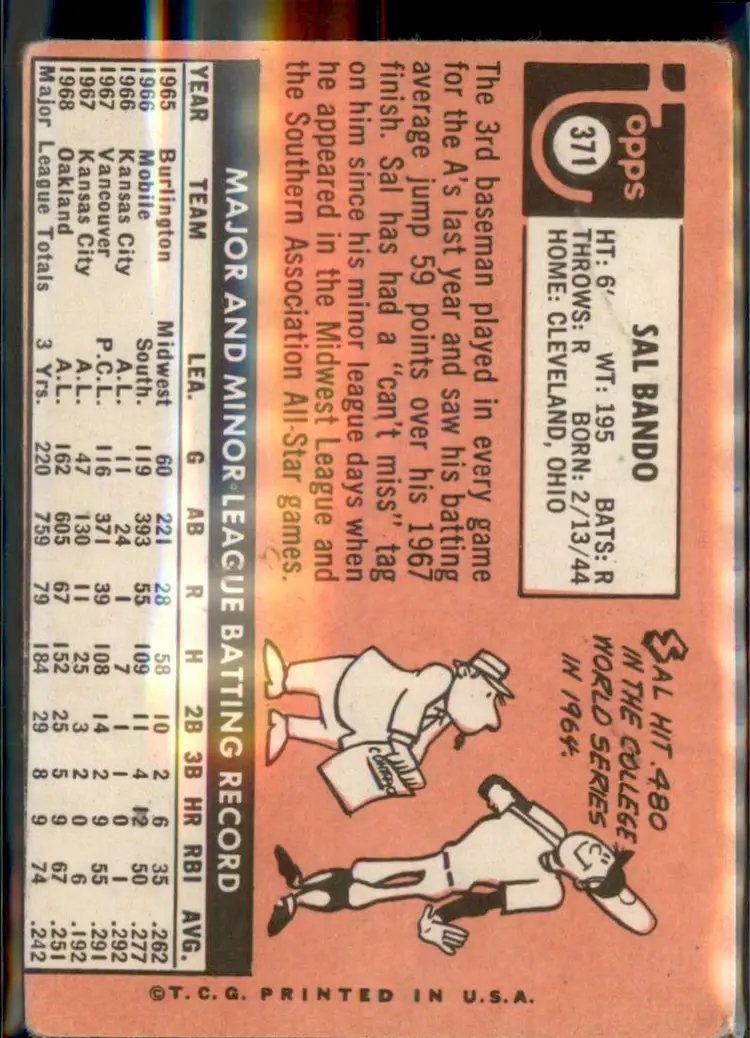 Topps
371
SAL BANDO
HT: 6' WT: 195 BATS: R
THROWS: R BORN: 2/13/44
HOME: CLEVELAND, OHIO
The 3rd baseman played in every game
for the A's last year and saw his batting
average jump 59 points over his 1967
finish. Sal has had a "can't miss" tag
on him since his minor league days when
he appeared in the Midwest League and
the Southern Association All-Star games.
SAL HIT .480
IN THE COLLEGE
WORLD SERIES
IN 1964.
CONTRACT
MAJOR AND MINOR LEAGUE BATTING RECORD
YEAR TEAM LEA. G AB R H 2B 3B HR RBI AVG.
1965 Burlington Midwest 60 221 28 58 10 2 6 35 .262
1966 Mobile South. 119 393 55 109 11 4 12 50 .277
1966 Kansas City A.L. 11 24 1 7 1 1 0 1 .292
1967 Vancouver P.C.L. 116 371 39 108 14 2 9 55 .291
1967 Kansas City A.L. 47 130 11 25 3 2 0 6 .192
1968 Oakland A.L. 162 605 67 152 25 5 9 67 .251
Major League Totals 3 Yrs. 220 759 79 184 29 8 9 74 .242
©T.C.G. PRINTED IN U.S.A.